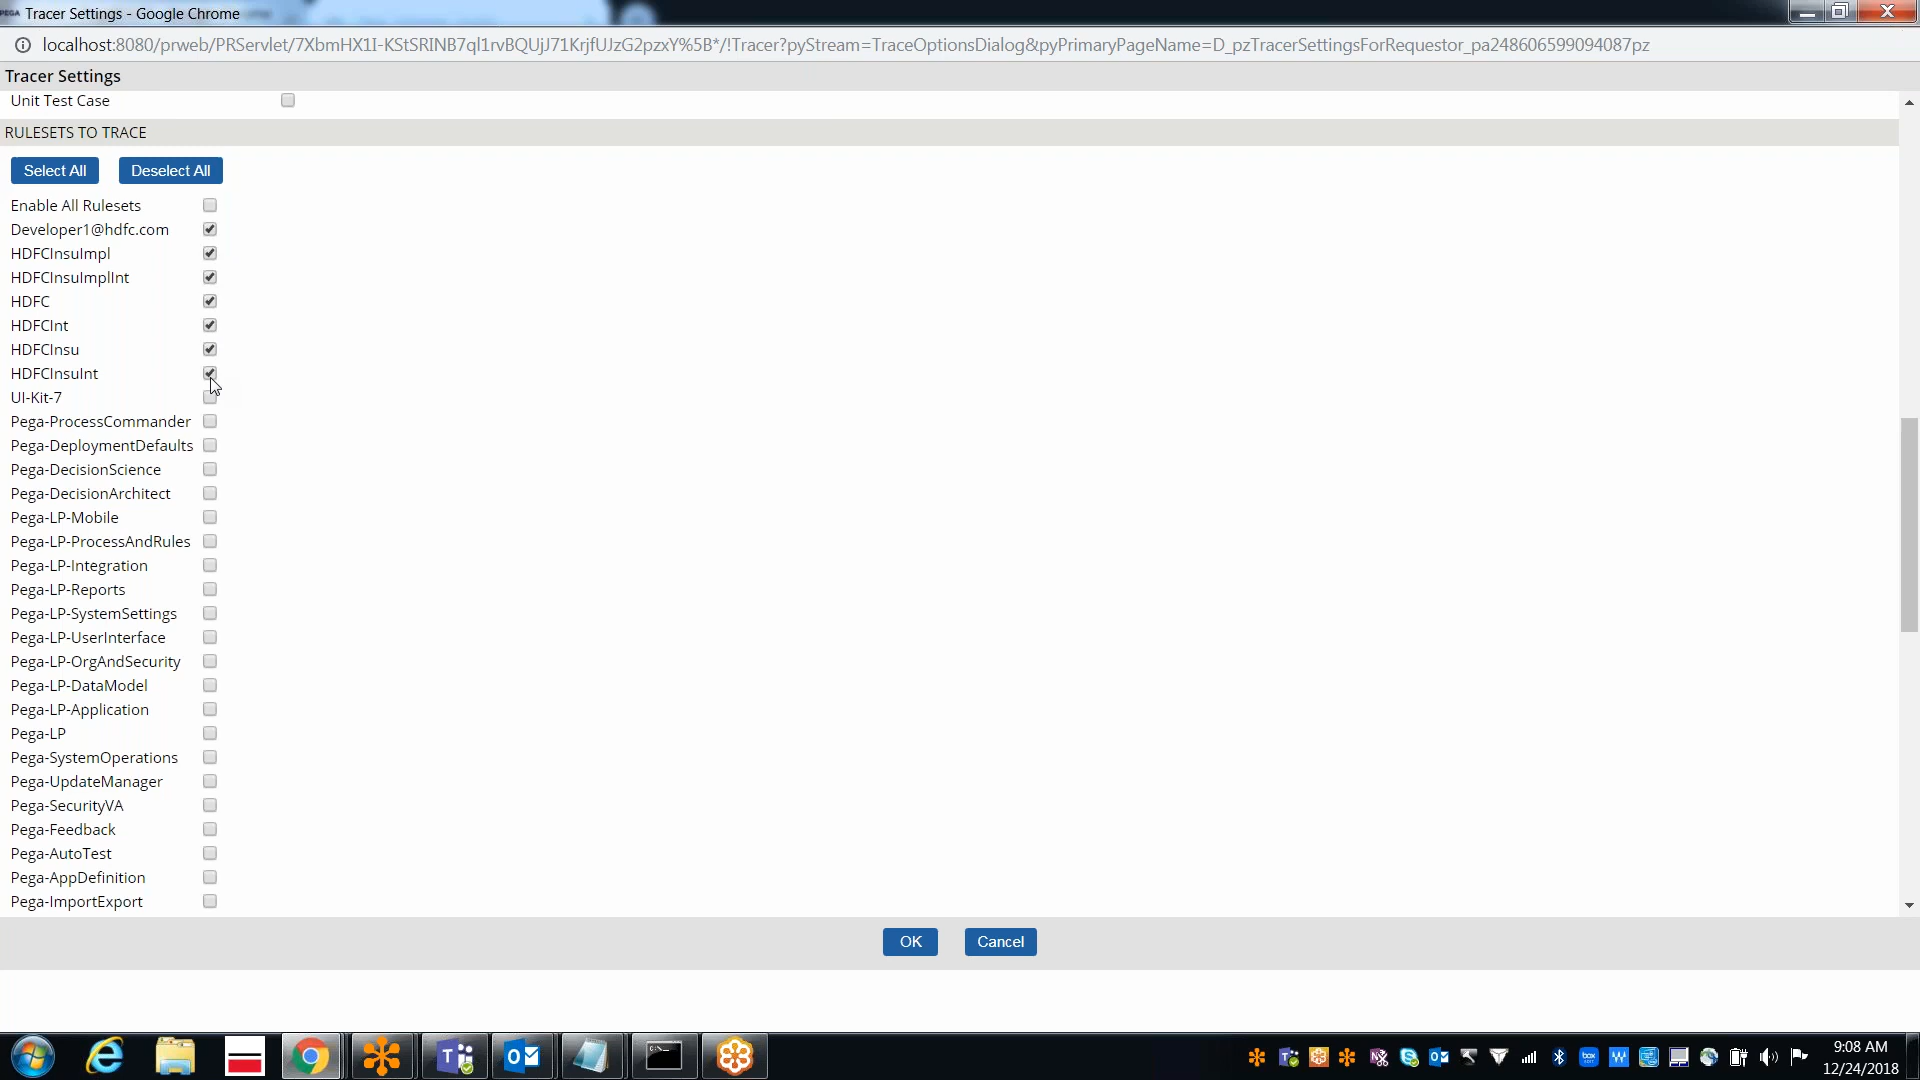 PEGA Tracer Settings - Google Chrome
localhost:8080/prweb/PRServlet/7XbmHX1I-KStSRINB7ql1rvBQUjJ71KrjfUJzG2pzxY%5B*/!Tracer?pyStream=TraceOptionsDialog&pyPrimaryPageName=D_pzTracerSettingsForRequestor_pa248606599094087pz
Tracer Settings
Unit Test Case
RULESETS TO TRACE
Select All Deselect All
Enable All Rulesets
Developer1@hdfc.com
HDFCInsuImpl
HDFCInsuImplInt
HDFC
HDFCInt
HDFCInsu
HDFCInsuInt
UI-Kit-7
Pega-ProcessCommander
Pega-DeploymentDefaults
Pega-DecisionScience
Pega-DecisionArchitect
Pega-LP-Mobile
Pega-LP-ProcessAndRules
Pega-LP-Integration
Pega-LP-Reports
Pega-LP-SystemSettings
Pega-LP-UserInterface
Pega-LP-OrgAndSecurity
Pega-LP-DataModel
Pega-LP-Application
Pega-LP
Pega-SystemOperations
Pega-UpdateManager
Pega-SecurityVA
Pega-Feedback
Pega-AutoTest
Pega-AppDefinition
Pega-ImportExport
OK Cancel
9:08 AM
12/24/2018